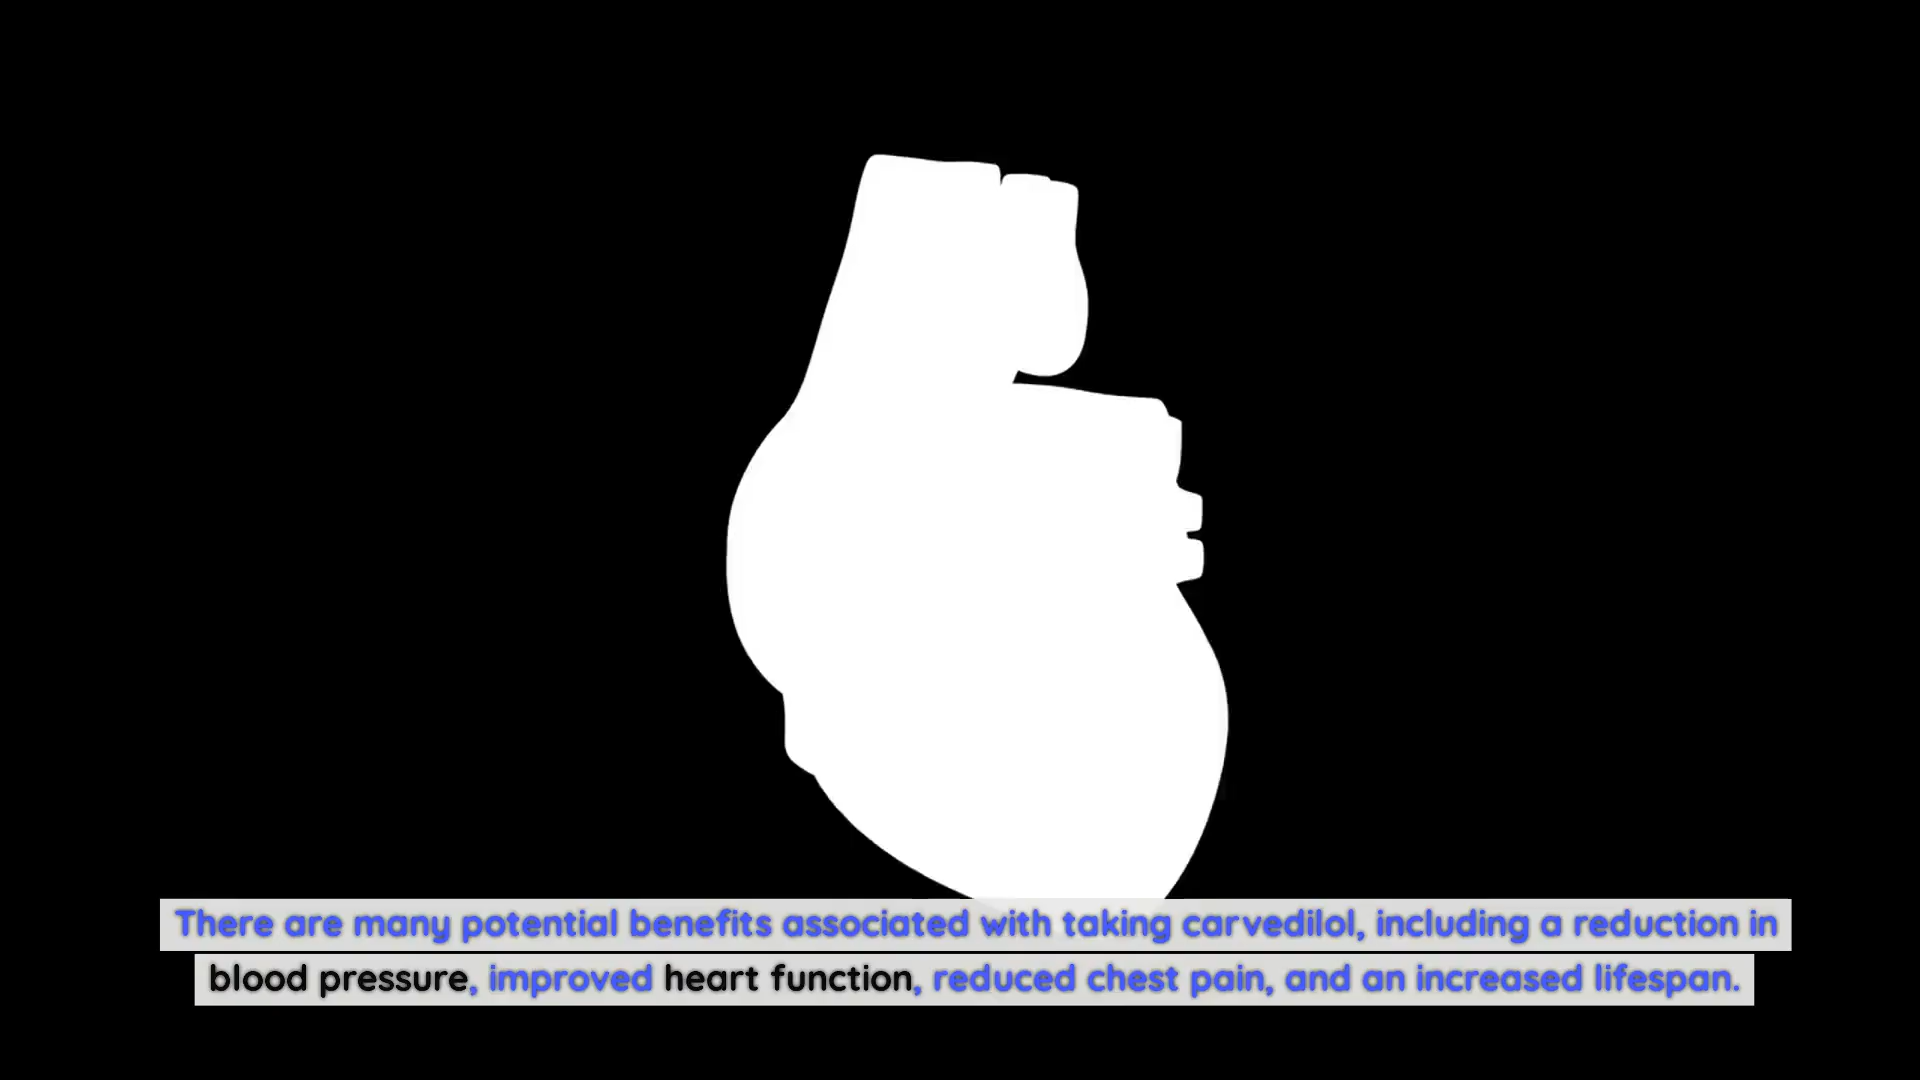 There are many potential benefits associated with taking carvedilol, including a reduction in
blood pressure, improved heart function, reduced chest pain, and an increased lifespan.